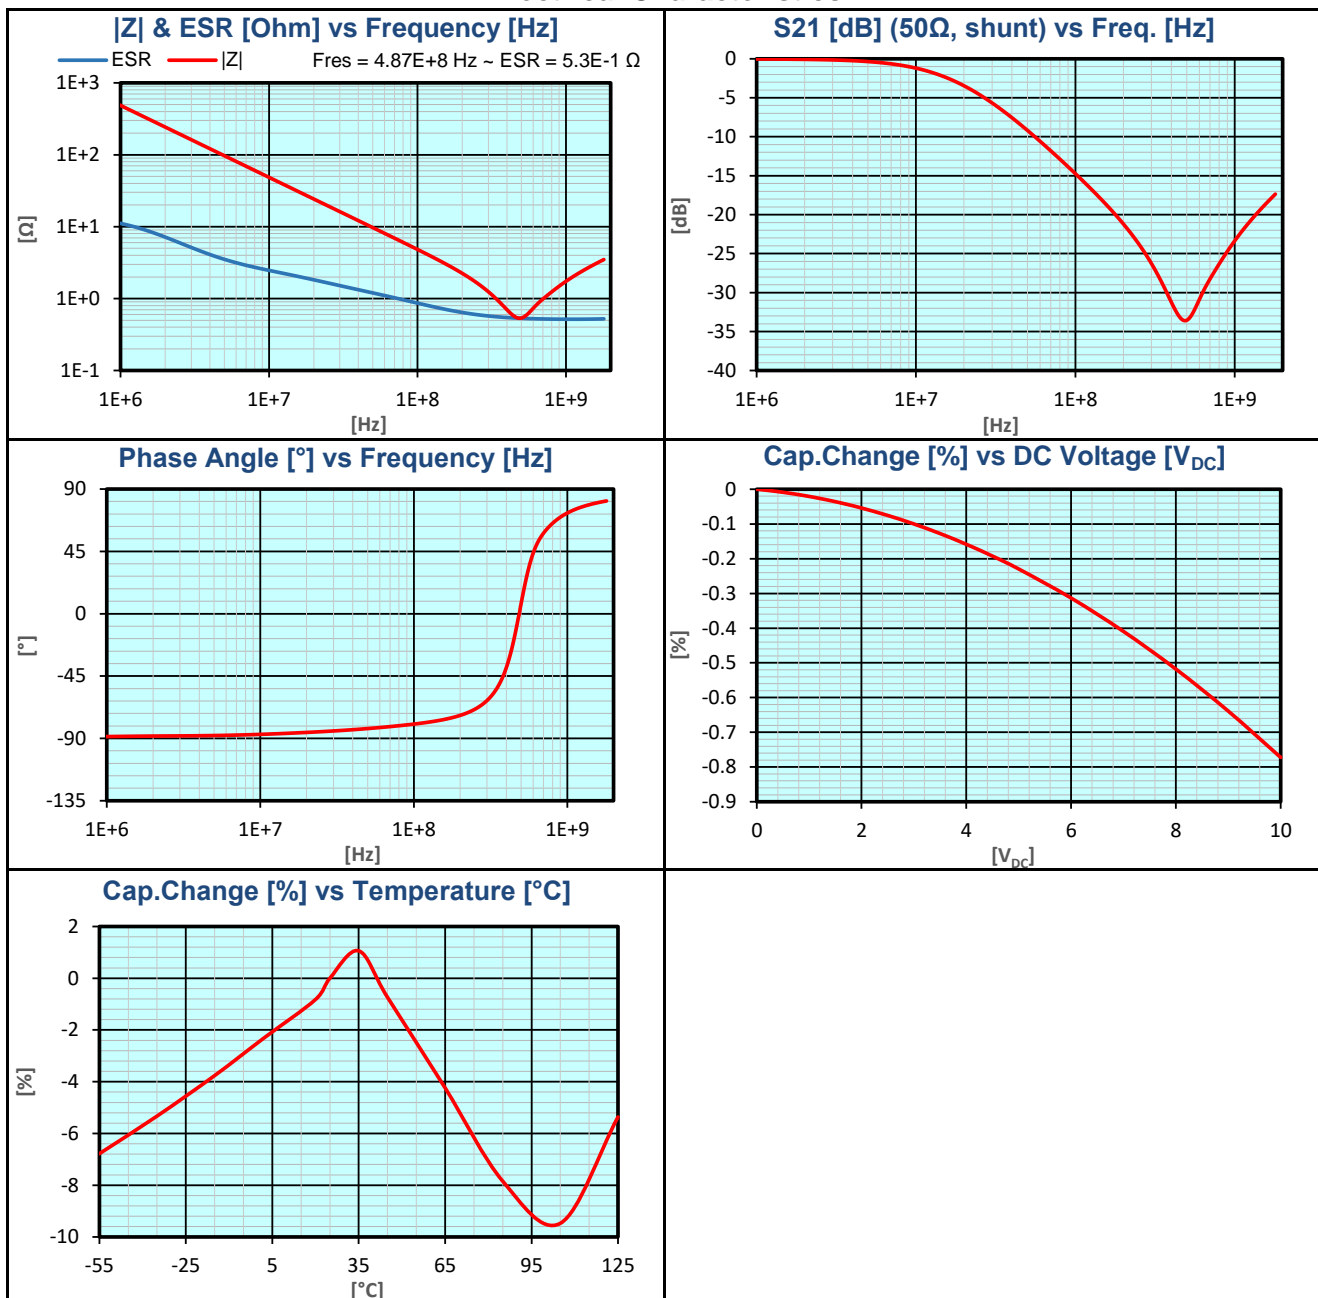 |Z| & ESR [Ohm] vs Frequency [Hz]
ESR |Z| Fres = 4.87E+8 Hz ~ ESR = 5.3E-1 Ω
1E+3
1E+2
1E+1
1E+0
1E-1
[Ω]
1E+6 1E+7 1E+8 1E+9
[Hz]
S21 [dB] (50Ω, shunt) vs Freq. [Hz]
0
-5
-10
-15
-20
-25
-30
-35
-40
[dB]
1E+6 1E+7 1E+8 1E+9
[Hz]
Phase Angle [°] vs Frequency [Hz]
90
45
0
-45
-90
-135
[°]
1E+6 1E+7 1E+8 1E+9
[Hz]
Cap.Change [%] vs DC Voltage [VDC]
0
-0.1
-0.2
-0.3
-0.4
-0.5
-0.6
-0.7
-0.8
-0.9
[%]
0 2 4 6 8 10
[VDC]
Cap.Change [%] vs Temperature [°C]
2
0
-2
-4
-6
-8
-10
[%]
-55 -25 5 35 65 95 125
[°C]